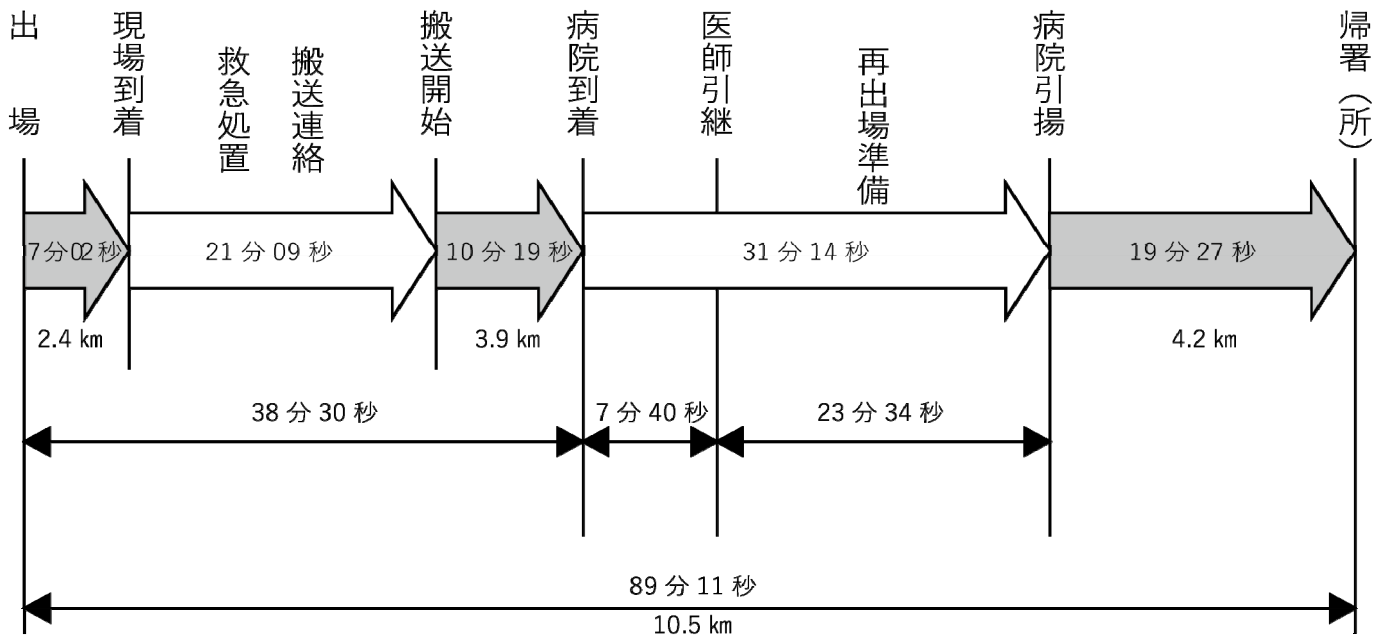 出場
現場到着
救急処置
搬送連絡
搬送開始
病院到着
医師引継
再出場準備
病院引揚
帰署（所）
7分02秒
21分09秒
10分19秒
31分14秒
19分27秒
2.4 km
3.9 km
4.2 km
38分30秒
7分40秒
23分34秒
89分11秒
10.5 km